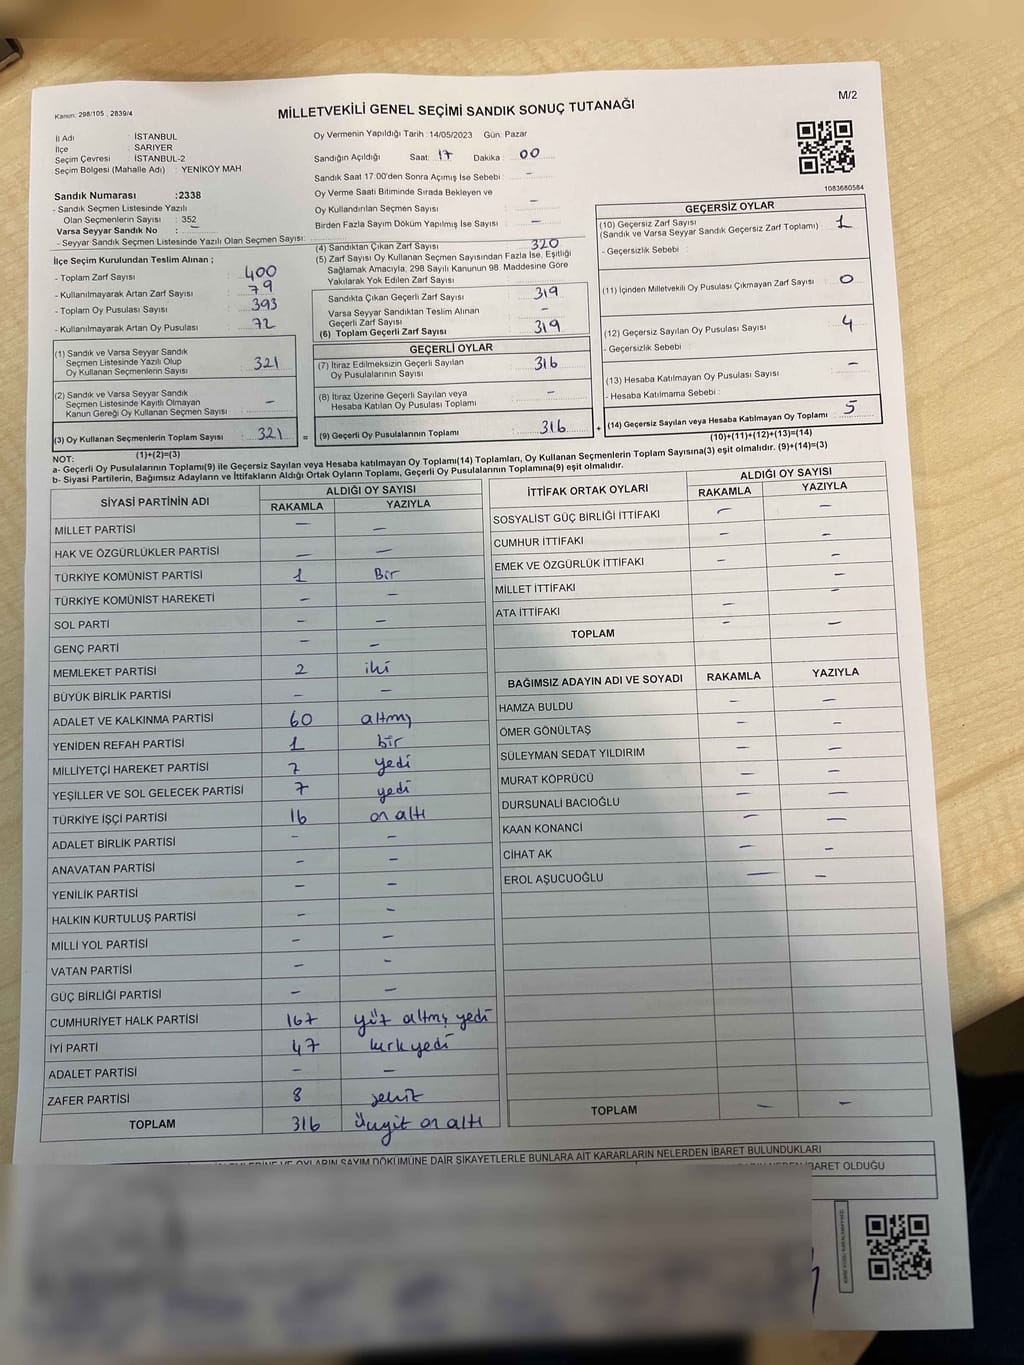 Kanun: 298/105 , 2839/4
MİLLETVEKİLİ GENEL SEÇİMİ SANDIK SONUÇ TUTANAĞI
M/2
İl Adı : İSTANBUL
İlçe : SARIYER
Seçim Çevresi : İSTANBUL-2
Seçim Bölgesi (Mahalle Adı) : YENİKÖY MAH
Sandık Numarası :2338
- Sandık Seçmen Listesinde Yazılı
Olan Seçmenlerin Sayısı : 352
Varsa Seyyar Sandık No : –
- Seyyar Sandık Seçmen Listesinde Yazılı Olan Seçmen Sayısı:
İlçe Seçim Kurulundan Teslim Alınan ;
- Toplam Zarf Sayısı : 400
- Kullanılmayarak Artan Zarf Sayısı : 79
- Toplam Oy Pusulası Sayısı : 393
- Kullanılmayarak Artan Oy Pusulası : 72
(1) Sandık ve Varsa Seyyar Sandık
Seçmen Listesinde Yazılı Olup
Oy Kullanan Seçmenlerin Sayısı : 321
(2) Sandık ve Varsa Seyyar Sandık
Seçmen Listesinde Kayıtlı Olmayan
Kanun Gereği Oy Kullanan Seçmen Sayısı : –
(3) Oy Kullanan Seçmenlerin Toplam Sayısı : 321
(1)+(2)=(3)
Oy Vermenin Yapıldığı Tarih :14/05/2023 Gün: Pazar
Sandığın Açıldığı Saat: 17 Dakika : 00
Sandık Saat 17:00'den Sonra Açımış İse Sebebi : –
Oy Verme Saati Bitiminde Sırada Bekleyen ve
Oy Kullandırılan Seçmen Sayısı : –
Birden Fazla Sayım Döküm Yapılmış İse Sayısı : –
(4) Sandıktan Çıkan Zarf Sayısı : 320
(5) Zarf Sayısı Oy Kullanan Seçmen Sayısından Fazla İse, Eşitliği
Sağlamak Amacıyla, 298 Sayılı Kanunun 98. Maddesine Göre
Yakılarak Yok Edilen Zarf Sayısı :
Sandıkta Çıkan Geçerli Zarf Sayısı : 319
Varsa Seyyar Sandıktan Teslim Alınan
Geçerli Zarf Sayısı : –
(6) Toplam Geçerli Zarf Sayısı : 319
GEÇERLİ OYLAR
(7) İtiraz Edilmeksizin Geçerli Sayılan
Oy Pusulalarının Sayısı : 316
(8) İtiraz Üzerine Geçerli Sayılan veya
Hesaba Katılan Oy Pusulası Toplamı : –
= (9) Geçerli Oy Pusulalarının Toplamı : 316 +
1083680584
GEÇERSİZ OYLAR
(10) Geçersiz Zarf Sayısı : 1
(Sandık ve Varsa Seyyar Sandık Geçersiz Zarf Toplamı)
- Geçersizlik Sebebi :
(11) İçinden Milletvekili Oy Pusulası Çıkmayan Zarf Sayısı : 0
(12) Geçersiz Sayılan Oy Pusulası Sayısı : 4
- Geçersizlik Sebebi :
(13) Hesaba Katılmayan Oy Pusulası Sayısı : –
- Hesaba Katılmama Sebebi :
(14) Geçersiz Sayılan veya Hesaba Katılmayan Oy Toplamı : 5
(10)+(11)+(12)+(13)=(14)
NOT:
a- Geçerli Oy Pusulalarının Toplamı(9) ile Geçersiz Sayılan veya Hesaba katılmayan Oy Toplamı(14) Toplamları, Oy Kullanan Seçmenlerin Toplam Sayısına(3) eşit olmalıdır. (9)+(14)=(3)
b- Siyasi Partilerin, Bağımsız Adayların ve İttifakların Aldığı Ortak Oyların Toplamı, Geçerli Oy Pusulalarının Toplamına(9) eşit olmalıdır.
SİYASİ PARTİNİN ADI ALDIĞI OY SAYISI
RAKAMLA YAZIYLA
MİLLET PARTİSİ – –
HAK VE ÖZGÜRLÜKLER PARTİSİ – –
TÜRKİYE KOMÜNİST PARTİSİ 1 Bir
TÜRKİYE KOMÜNİST HAREKETİ – –
SOL PARTİ – –
GENÇ PARTİ – –
MEMLEKET PARTİSİ 2 iki
BÜYÜK BİRLİK PARTİSİ – –
ADALET VE KALKINMA PARTİSİ 60 altmış
YENİDEN REFAH PARTİSİ 1 bir
MİLLİYETÇİ HAREKET PARTİSİ 7 yedi
YEŞİLLER VE SOL GELECEK PARTİSİ 7 yedi
TÜRKİYE İŞÇİ PARTİSİ 16 on altı
ADALET BİRLİK PARTİSİ – –
ANAVATAN PARTİSİ – –
YENİLİK PARTİSİ – –
HALKIN KURTULUŞ PARTİSİ – –
MİLLİ YOL PARTİSİ – –
VATAN PARTİSİ – –
GÜÇ BİRLİĞİ PARTİSİ – –
CUMHURİYET HALK PARTİSİ 167 yüz altmış yedi
İYİ PARTİ 47 kırk yedi
ADALET PARTİSİ – –
ZAFER PARTİSİ 8 sekiz
TOPLAM 316 Üçyüz on altı
İTTİFAK ORTAK OYLARI ALDIĞI OY SAYISI
RAKAMLA YAZIYLA
SOSYALİST GÜÇ BİRLİĞİ İTTİFAKI – –
CUMHUR İTTİFAKI – –
EMEK VE ÖZGÜRLÜK İTTİFAKI – –
MİLLET İTTİFAKI –
ATA İTTİFAKI – –
TOPLAM – –
BAĞIMSIZ ADAYIN ADI VE SOYADI RAKAMLA YAZIYLA
HAMZA BULDU – –
ÖMER GÖNÜLTAŞ – –
SÜLEYMAN SEDAT YILDIRIM – –
MURAT KÖPRÜCÜ – –
DURSUNALİ BACIOĞLU – –
KAAN KONANCİ – –
CİHAT AK – –
EROL AŞUCUOĞLU – –
TOPLAM – –
OYLARIN SAYIM DÖKÜMÜNE DAİR ŞİKAYETLERLE BUNLARA AİT KARARLARIN NELERDEN İBARET BULUNDUKLARI
İBARET OLDUĞU